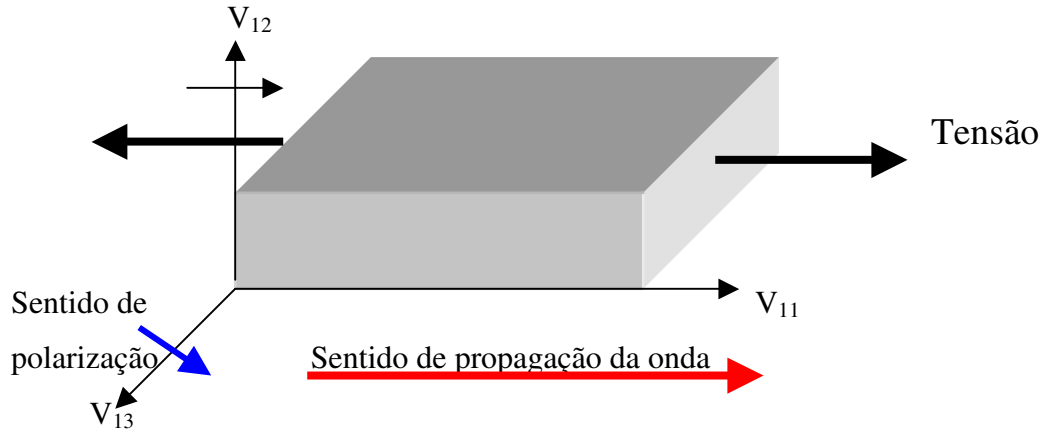 V12
Tensão
Sentido de
polarização
V11
Sentido de propagação da onda
V13